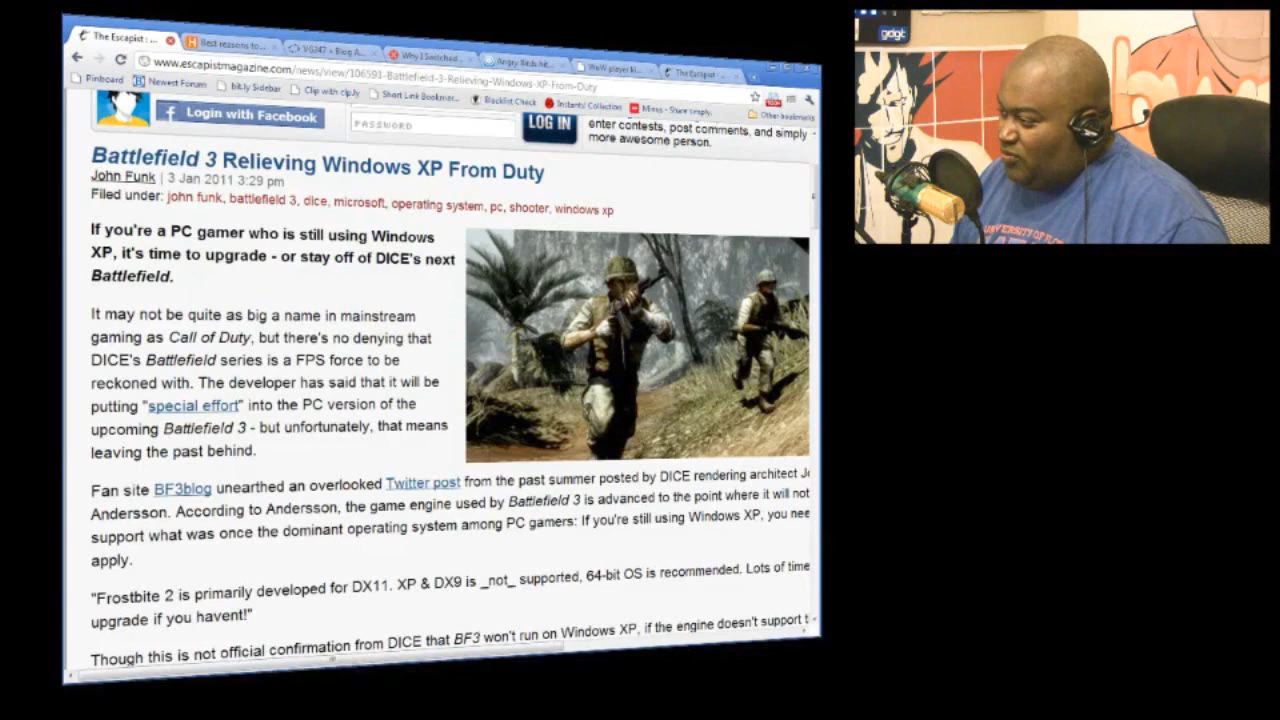 The Escapist : ...
Best reasons to...
VG247 » Blog A...
Why I Switched...
Angry Birds hit...
WoW player k...
The Escapist
www.escapistmagazine.com/news/view/106591-Battlefield-3-Relieving-Windows-XP-From-Duty
Pinboard
Newest Forum
bit.ly Sidebar
Clip with clp.ly
Short Link Bookmar...
Blacklist Check
Instants! Collection
Minus - Share simply.
Other bookmarks
Login with Facebook
PASSWORD
LOG IN
enter contests, post comments, and simply
more awesome person.
Battlefield 3 Relieving Windows XP From Duty
John Funk | 3 Jan 2011 3:29 pm
Filed under: john funk, battlefield 3, dice, microsoft, operating system, pc, shooter, windows xp
If you're a PC gamer who is still using Windows
XP, it's time to upgrade - or stay off of DICE's next
Battlefield.
It may not be quite as big a name in mainstream
gaming as Call of Duty, but there's no denying that
DICE's Battlefield series is a FPS force to be
reckoned with. The developer has said that it will be
putting "special effort" into the PC version of the
upcoming Battlefield 3 - but unfortunately, that means
leaving the past behind.
Fan site BF3blog unearthed an overlooked Twitter post from the past summer posted by DICE rendering architect
Andersson. According to Andersson, the game engine used by Battlefield 3 is advanced to the point where it will not
support what was once the dominant operating system among PC gamers: If you're still using Windows XP, you
apply.
"Frostbite 2 is primarily developed for DX11. XP & DX9 is _not_ supported, 64-bit OS is recommended. Lots of time
upgrade if you havent!"
Though this is not official confirmation from DICE that BF3 won't run on Windows XP, if the engine doesn't support
gdgt
UNIVERSITY OF